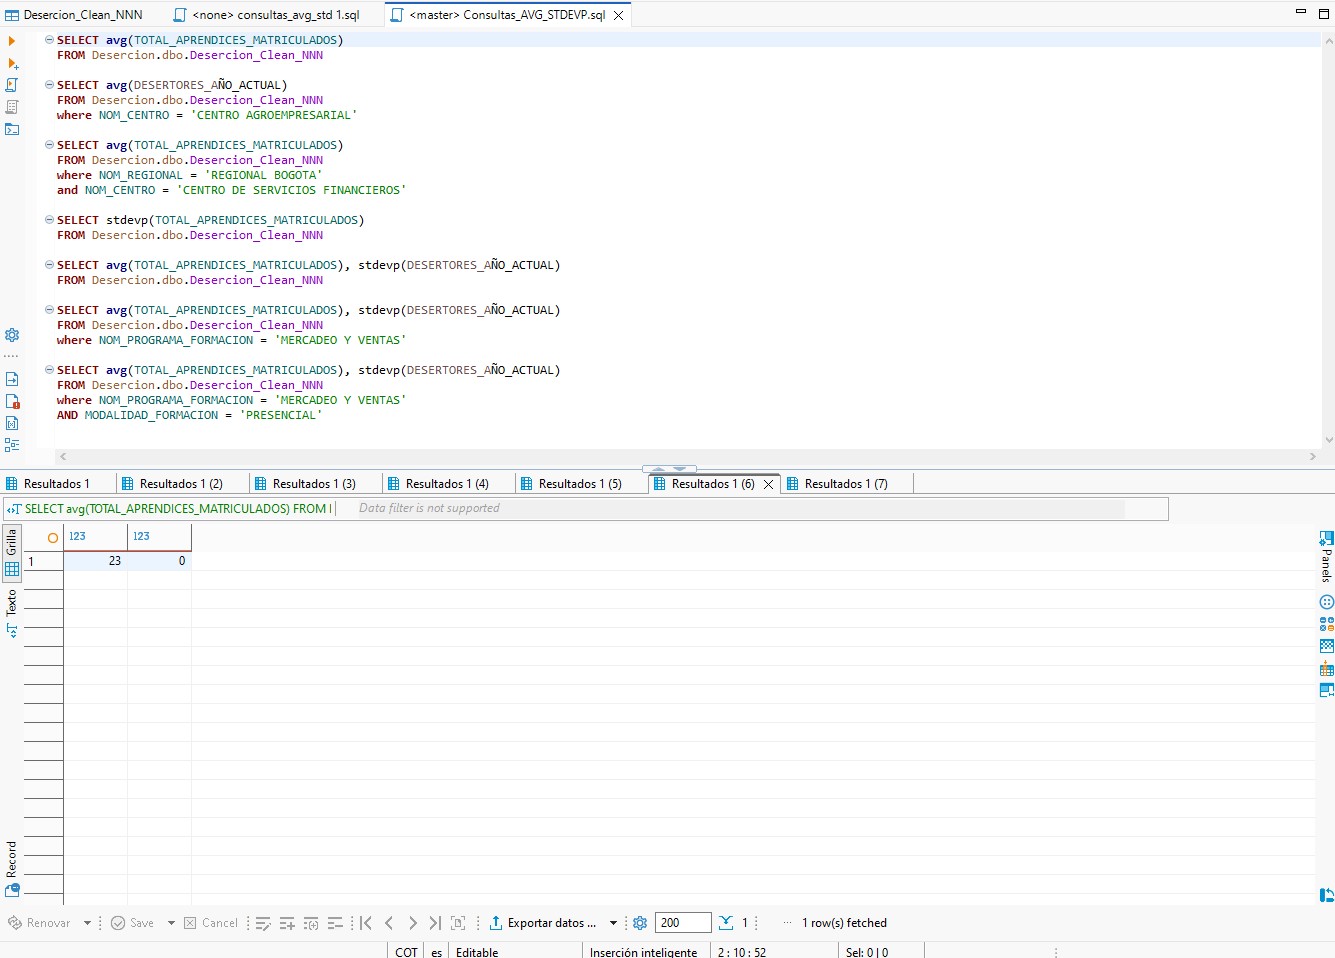 Desercion_Clean_NNN
<none> consultas_avg_std 1.sql
<master> Consultas_AVG_STDEVP.sql
SELECT avg(TOTAL_APRENDICES_MATRICULADOS)
FROM Desercion.dbo.Desercion_Clean_NNN
SELECT avg(DESERTORES_AÑO_ACTUAL)
FROM Desercion.dbo.Desercion_Clean_NNN
where NOM_CENTRO = 'CENTRO AGROEMPRESARIAL'
SELECT avg(TOTAL_APRENDICES_MATRICULADOS)
FROM Desercion.dbo.Desercion_Clean_NNN
where NOM_REGIONAL = 'REGIONAL BOGOTA'
and NOM_CENTRO = 'CENTRO DE SERVICIOS FINANCIEROS'
SELECT stdevp(TOTAL_APRENDICES_MATRICULADOS)
FROM Desercion.dbo.Desercion_Clean_NNN
SELECT avg(TOTAL_APRENDICES_MATRICULADOS), stdevp(DESERTORES_AÑO_ACTUAL)
FROM Desercion.dbo.Desercion_Clean_NNN
SELECT avg(TOTAL_APRENDICES_MATRICULADOS), stdevp(DESERTORES_AÑO_ACTUAL)
FROM Desercion.dbo.Desercion_Clean_NNN
where NOM_PROGRAMA_FORMACION = 'MERCADEO Y VENTAS'
SELECT avg(TOTAL_APRENDICES_MATRICULADOS), stdevp(DESERTORES_AÑO_ACTUAL)
FROM Desercion.dbo.Desercion_Clean_NNN
where NOM_PROGRAMA_FORMACION = 'MERCADEO Y VENTAS'
AND MODALIDAD_FORMACION = 'PRESENCIAL'
Resultados 1
Resultados 1 (2)
Resultados 1 (3)
Resultados 1 (4)
Resultados 1 (5)
Resultados 1 (6)
Resultados 1 (7)
SELECT avg(TOTAL_APRENDICES_MATRICULADOS) FROM
Data filter is not supported
Grilla
Texto
Record
123
123
1
23
0
Panels
Renovar
Save
Cancel
Exportar datos ...
200
1
1 row(s) fetched
COT
es
Editable
Inserción inteligente
2 : 10 : 52
Sel: 0 | 0